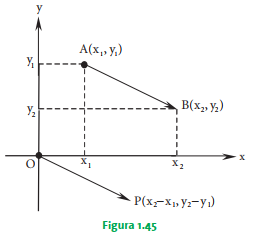 y
A(x₁, y₁)
y₁
y₂
B(x₂, y₂)
O
x₁
x₂
x
P(x₂–x₁, y₂–y₁)
Figura 1.45